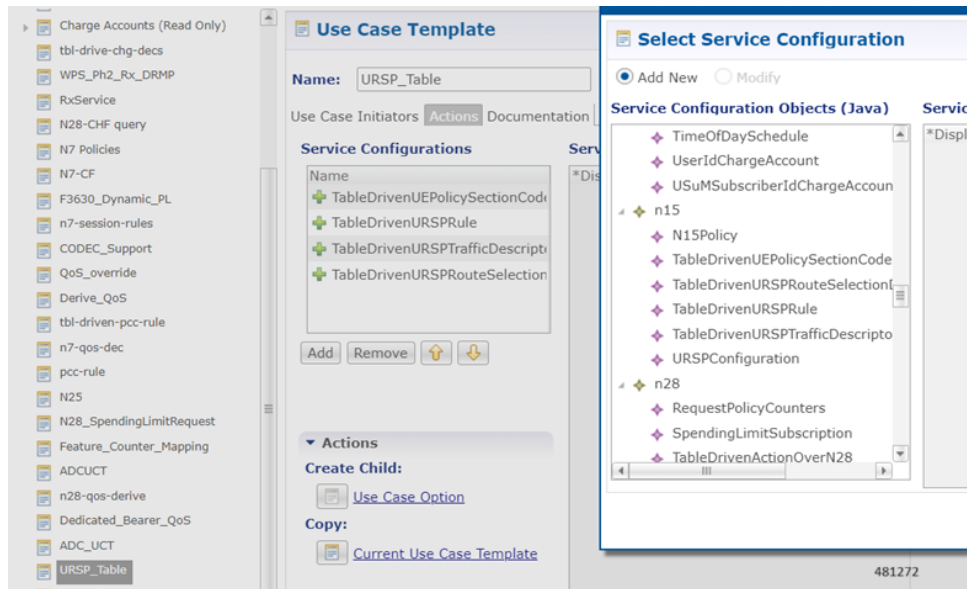 Charge Accounts (Read Only)
tbl-drive-chg-decs
WPS_Ph2_Rx_DRMP
RxService
N28-CHF query
N7 Policies
N7-CF
F3630_Dynamic_PL
n7-session-rules
CODEC_Support
QoS_override
Derive_QoS
tbl-driven-pcc-rule
n7-qos-dec
pcc-rule
N25
N28_SpendingLimitRequest
Feature_Counter_Mapping
ADCUCT
n28-qos-derive
Dedicated_Bearer_QoS
ADC_UCT
URSP_Table
Use Case Template
Name: URSP_Table
Use Case Initiators Actions Documentation
Service Configurations
Serv
Name
*Dis
TableDrivenUEPolicySectionCode
TableDrivenURSPRule
TableDrivenURSPTrafficDescripto
TableDrivenURSPRouteSelection
Add Remove
Actions
Create Child:
Use Case Option
Copy:
Current Use Case Template
Select Service Configuration
Add New Modify
Service Configuration Objects (Java)
Servic
*Displ
TimeOfDaySchedule
UserIdChargeAccount
USuMSubscriberIdChargeAccoun
n15
N15Policy
TableDrivenUEPolicySectionCode
TableDrivenURSPRouteSelectionD
TableDrivenURSPRule
TableDrivenURSPTrafficDescripto
URSPConfiguration
n28
RequestPolicyCounters
SpendingLimitSubscription
TableDrivenActionOverN28
481272